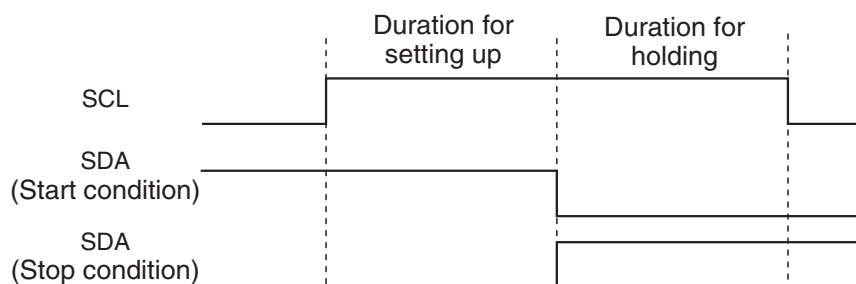 Duration for
setting up
Duration for
holding
SCL
SDA
(Start condition)
SDA
(Stop condition)